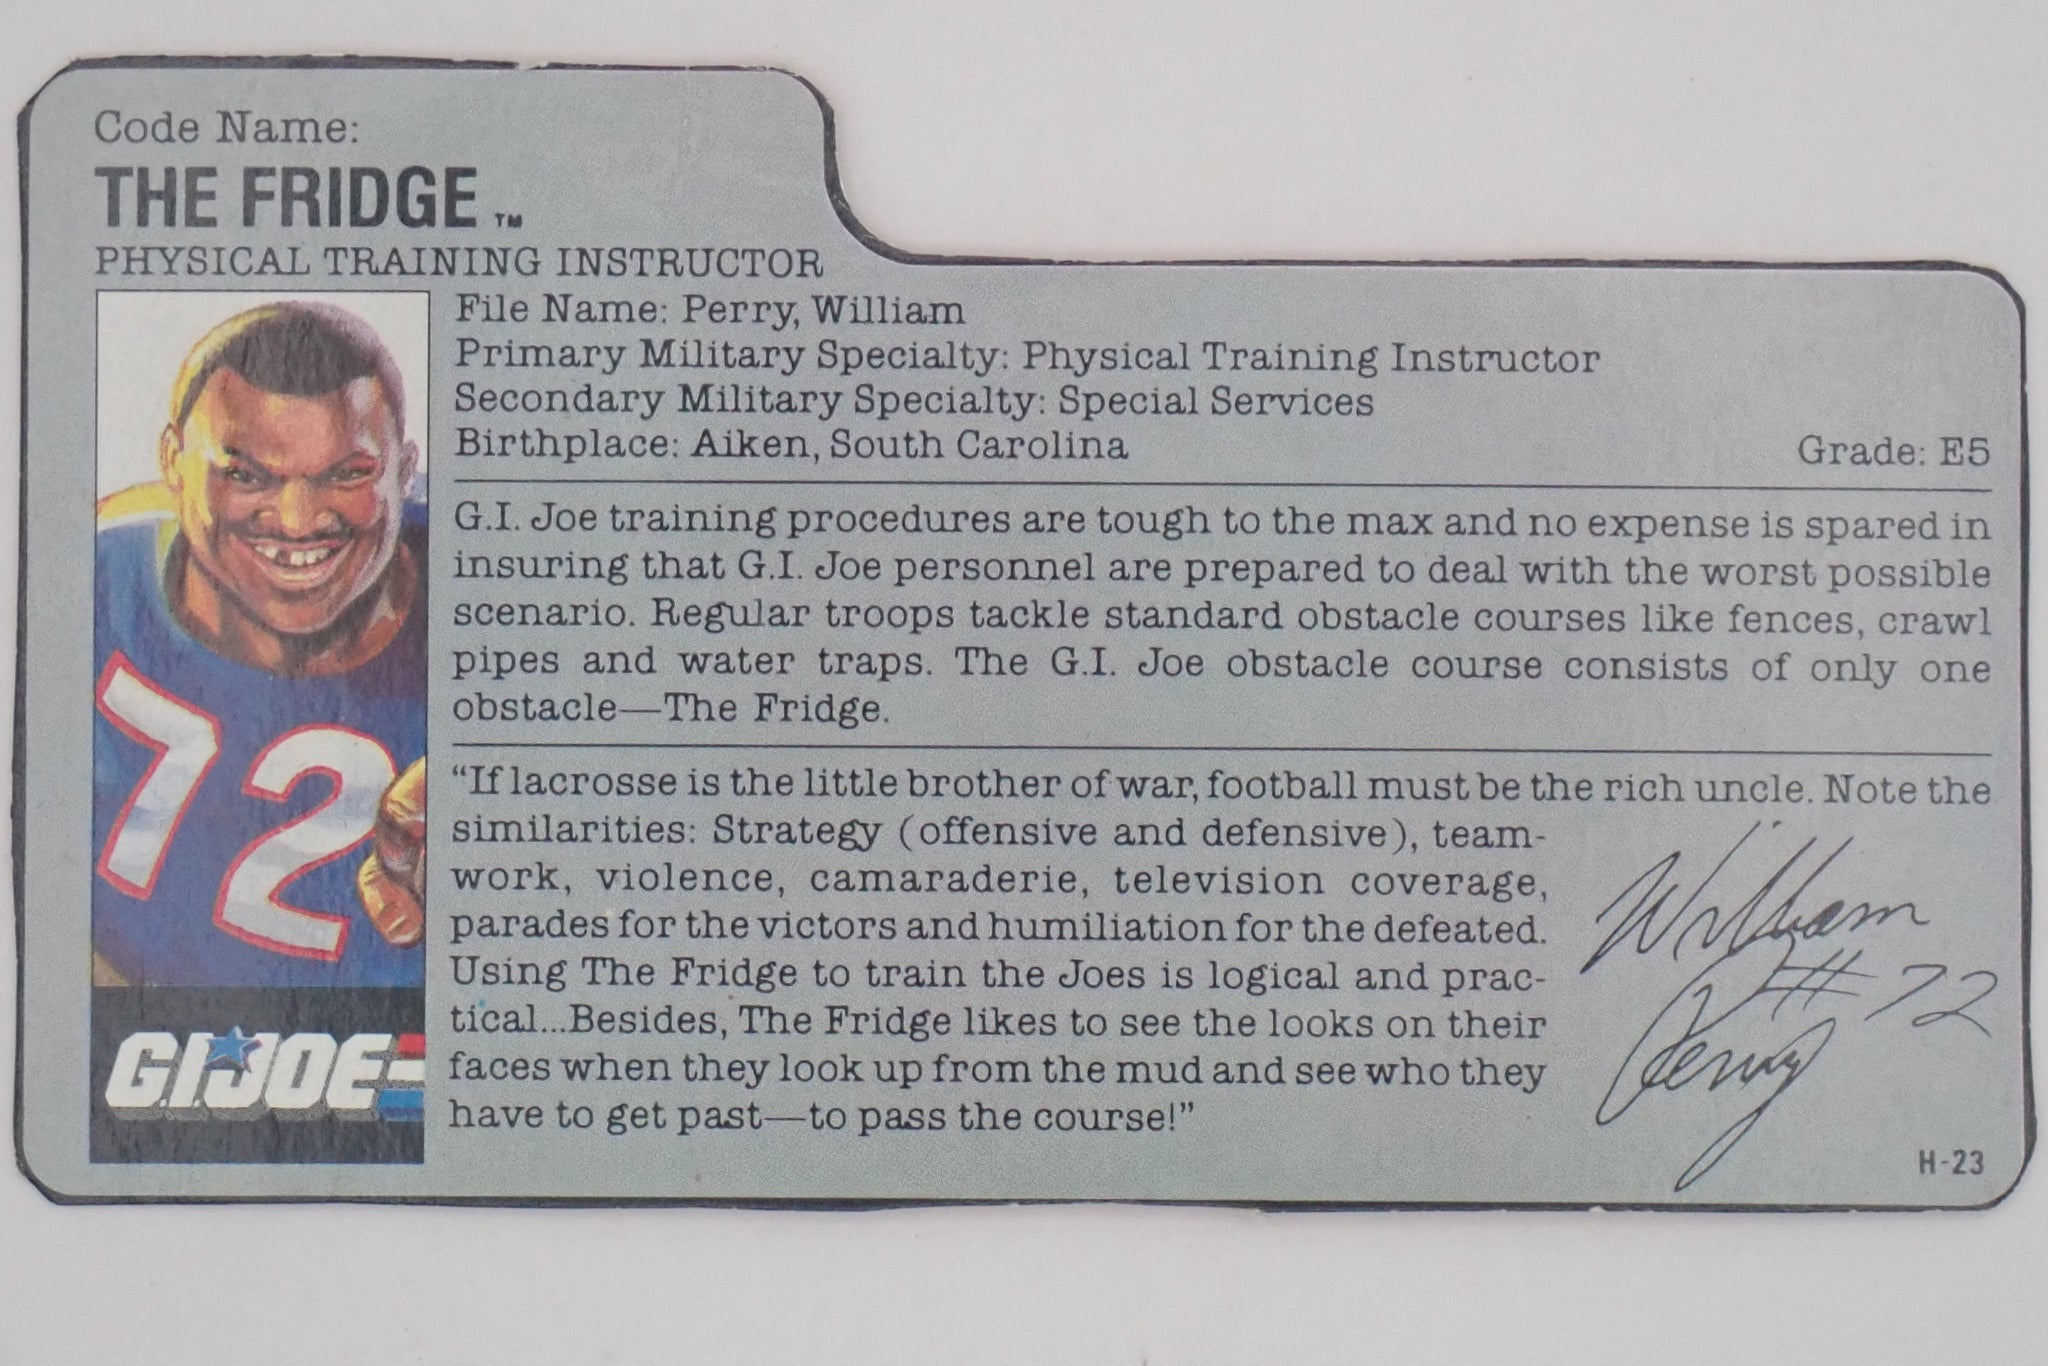 Code Name:
THE FRIDGE ™
PHYSICAL TRAINING INSTRUCTOR
File Name: Perry, William
Primary Military Specialty: Physical Training Instructor
Secondary Military Specialty: Special Services
Birthplace: Aiken, South Carolina
Grade: E5
G.I. Joe training procedures are tough to the max and no expense is spared in
insuring that G.I. Joe personnel are prepared to deal with the worst possible
scenario. Regular troops tackle standard obstacle courses like fences, crawl
pipes and water traps. The G.I. Joe obstacle course consists of only one
obstacle—The Fridge.
“If lacrosse is the little brother of war, football must be the rich uncle. Note the
similarities: Strategy (offensive and defensive), team-
work, violence, camaraderie, television coverage,
parades for the victors and humiliation for the defeated.
Using The Fridge to train the Joes is logical and prac-
tical...Besides, The Fridge likes to see the looks on their
faces when they look up from the mud and see who they
have to get past—to pass the course!”
William
Perry #72
72
G.I. JOE
H-23